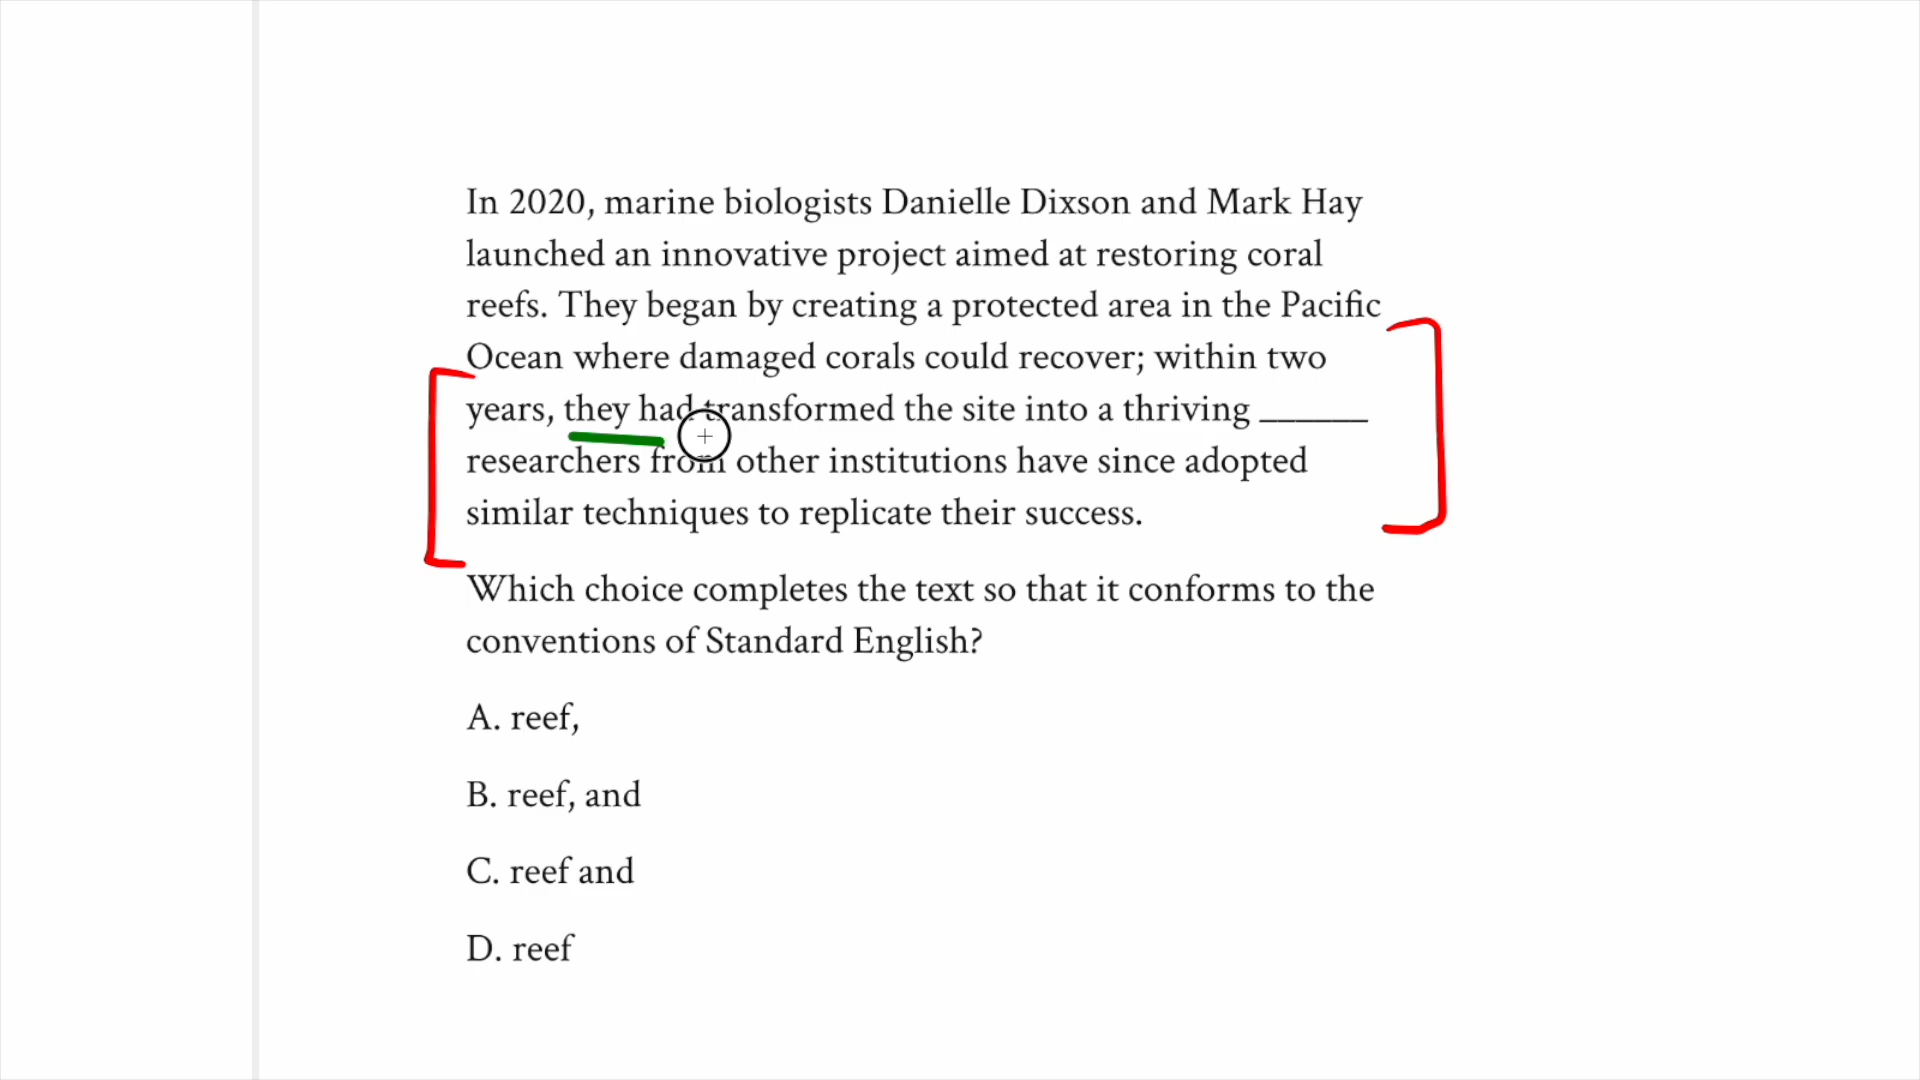 In 2020, marine biologists Danielle Dixson and Mark Hay
launched an innovative project aimed at restoring coral
reefs. They began by creating a protected area in the Pacific
Ocean where damaged corals could recover; within two
years, they had transformed the site into a thriving ______
researchers from other institutions have since adopted
similar techniques to replicate their success.
Which choice completes the text so that it conforms to the
conventions of Standard English?
A. reef,
B. reef, and
C. reef and
D. reef